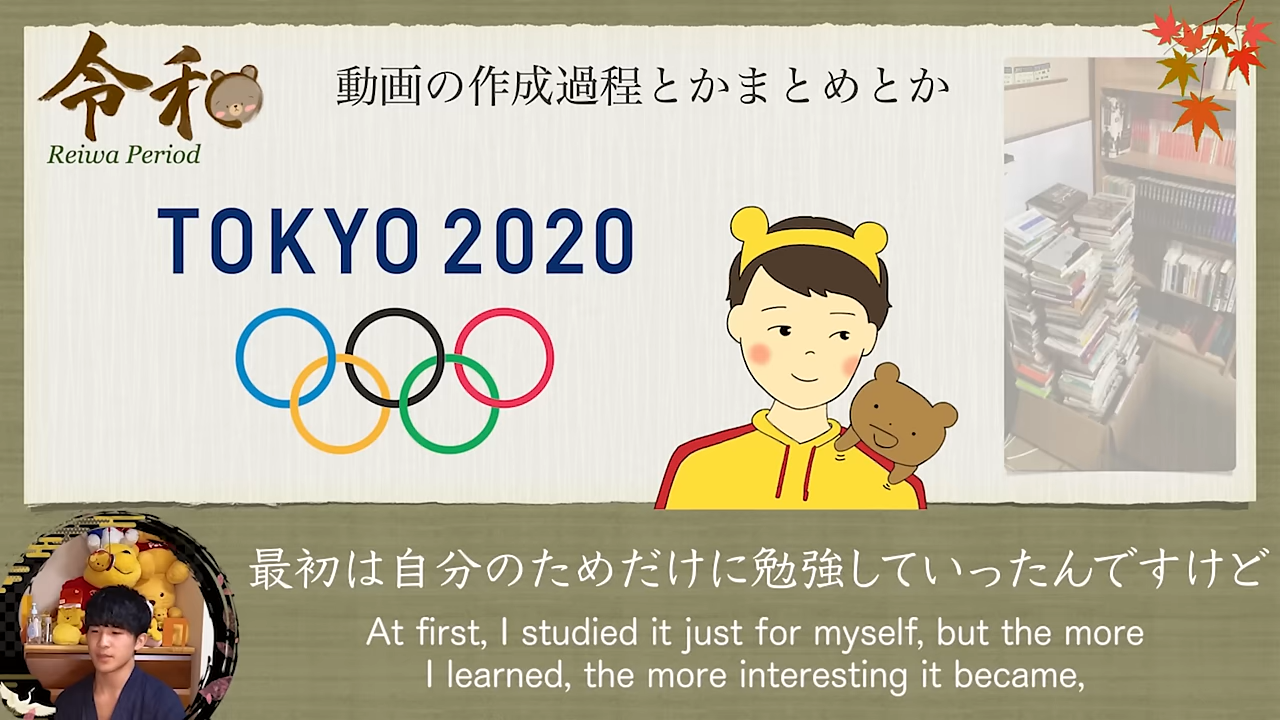 令和
Reiwa Period
動画の作成過程とかまとめとか
TOKYO 2020
最初は自分のためだけに勉強していったんですけど
At first, I studied it just for myself, but the more
I learned, the more interesting it became,